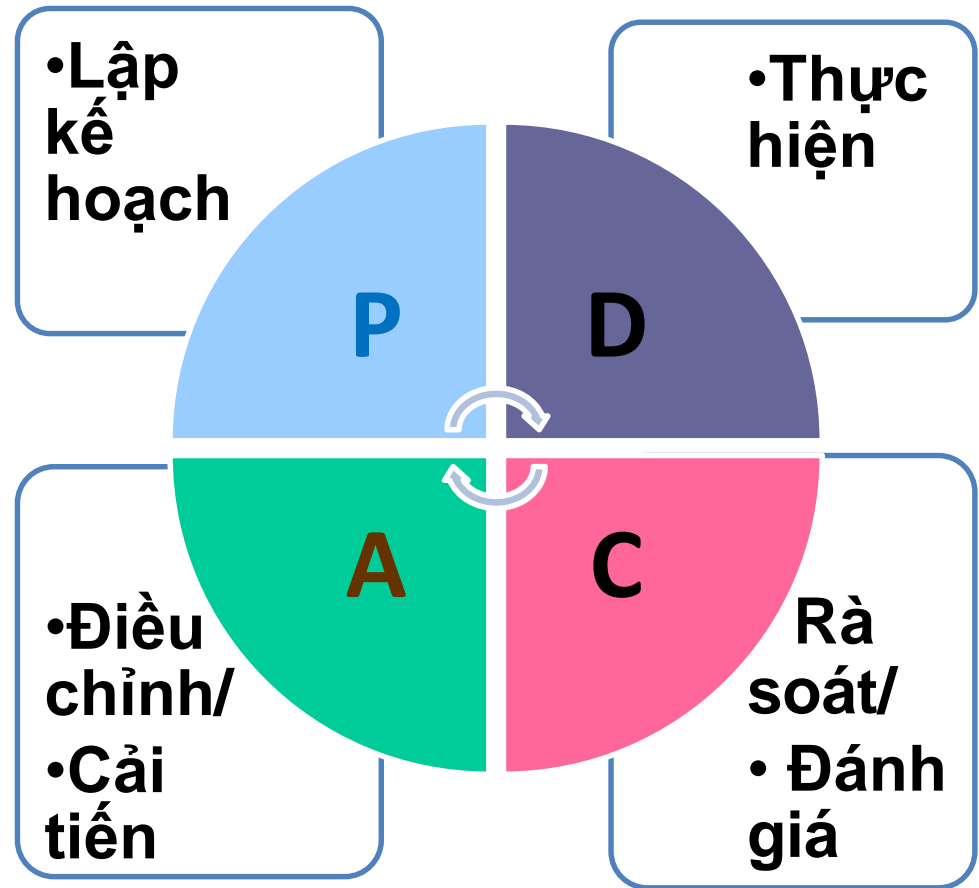 •Lập
kế
hoạch
•Thực
hiện
P
D
A
C
•Điều
chỉnh/
•Cải
tiến
Rà
soát/
• Đánh
giá